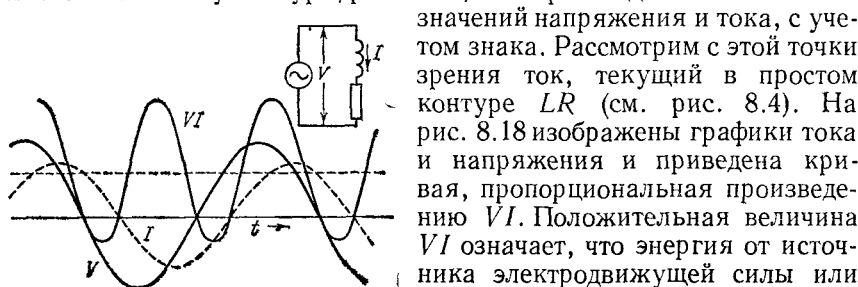 значений напряжения и тока, с уче-
том знака. Рассмотрим с этой точки
зрения ток, текущий в простом
контуре LR (см. рис. 8.4). На
рис. 8.18 изображены графики тока
и напряжения и приведена кри-
вая, пропорциональная произведе-
нию VI. Положительная величина
VI означает, что энергия от источ-
ника электродвижущей силы или
V
I
VI
I
t
V